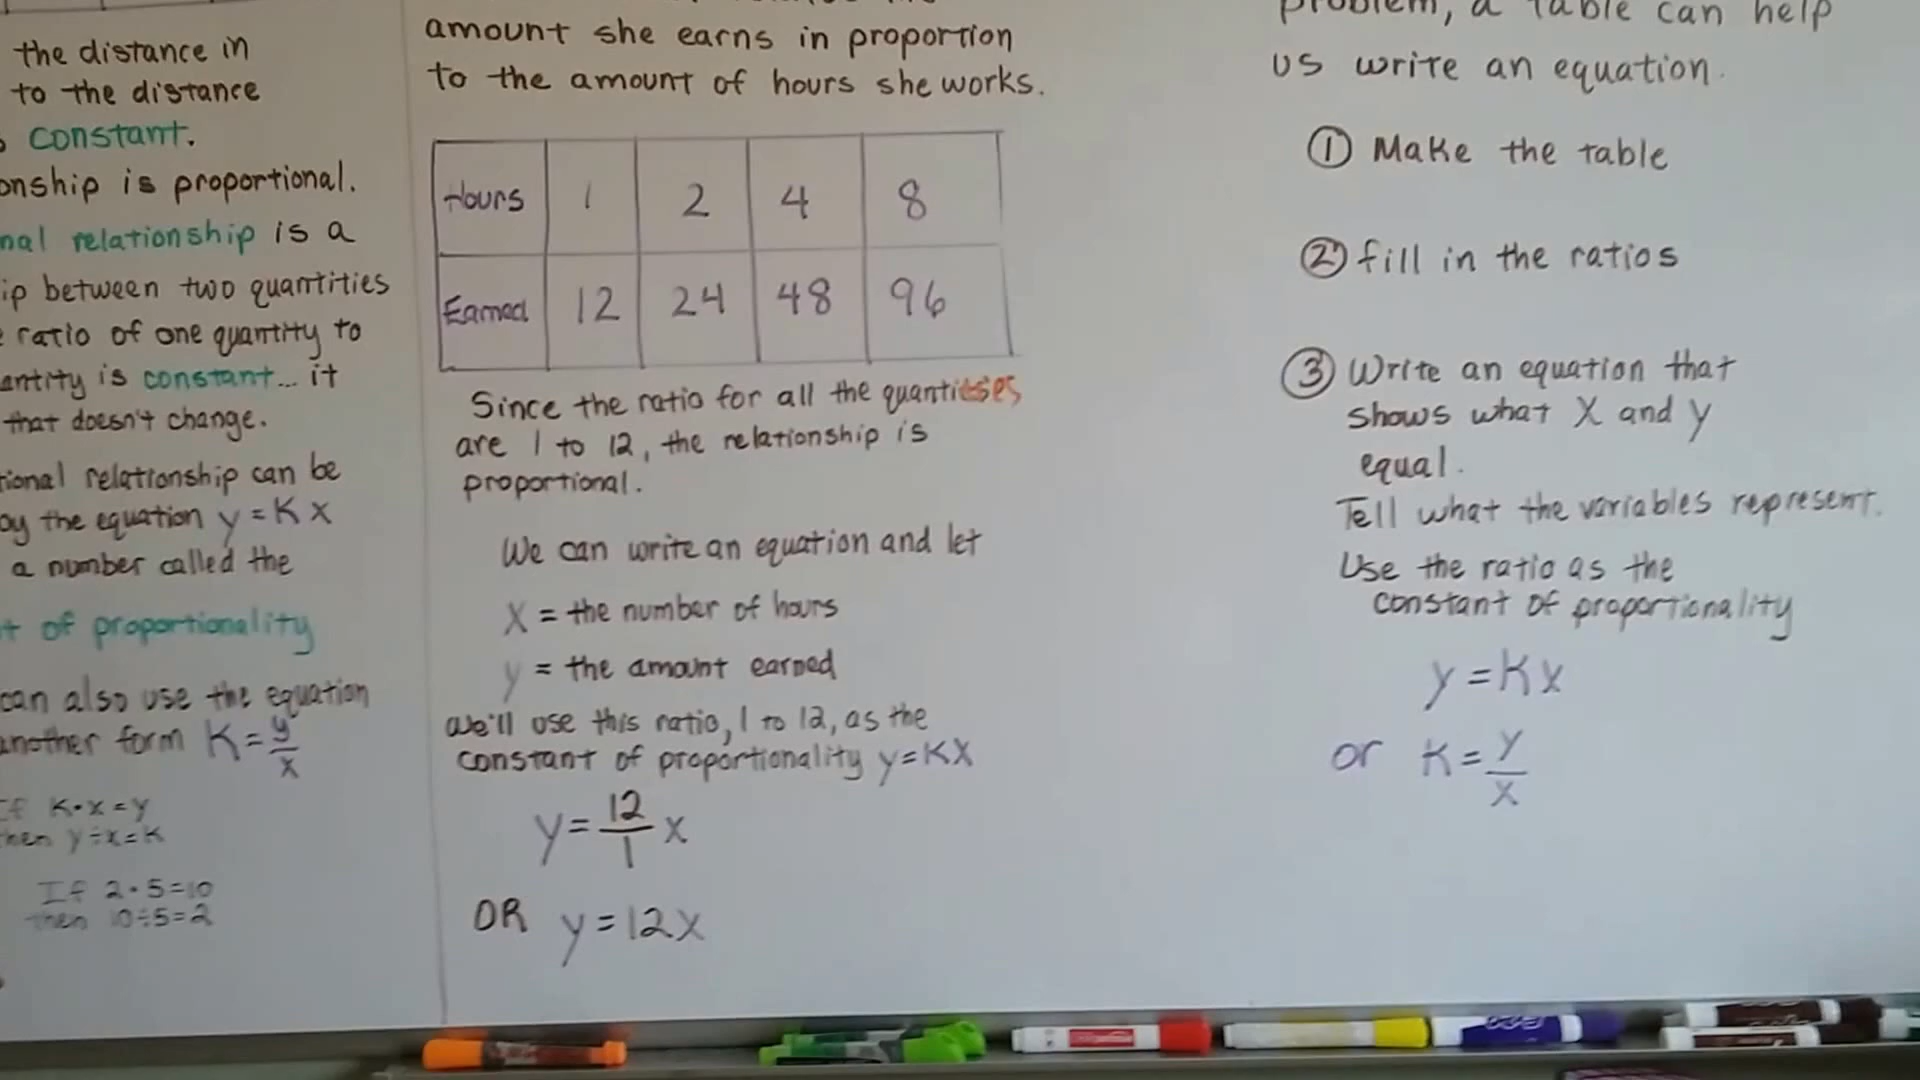 the distance in
to the distance
constant.
onship is proportional.
nal relationship is a
ip between two quantities
ratio of one quantity to
antity is constant... it
that doesn't change.
tional relationship can be
by the equation y = K x
a number called the
t of proportionality
can also use the equation
another form K = y/x
If K·x = y
then y ÷ x = K
If 2·5=10
then 10÷5=2
amount she earns in proportion
to the amount of hours she works.
Hours 1 2 4 8
Earned 12 24 48 96
Since the ratio for all the quantities
are 1 to 12, the relationship is
proportional.
We can write an equation and let
X = the number of hours
y = the amount earned
we'll use this ratio, 1 to 12, as the
constant of proportionality y=KX
y = 12/1 x
OR y = 12x
problem, a table can help
us write an equation.
① Make the table
② fill in the ratios
③ Write an equation that
shows what X and y
equal.
Tell what the variables represent.
Use the ratio as the
constant of proportionality
y = Kx
or K = y/x